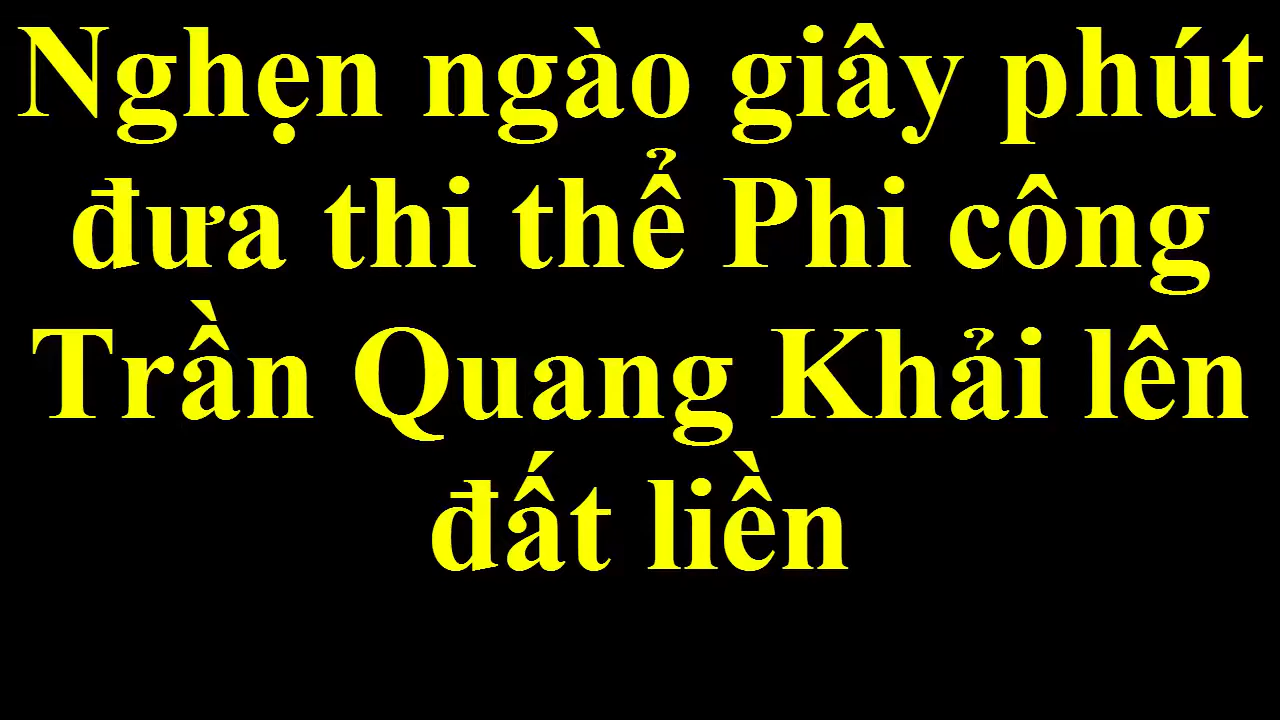 Nghẹn ngào giây phút
đưa thi thể Phi công
Trần Quang Khải lên
đất liền